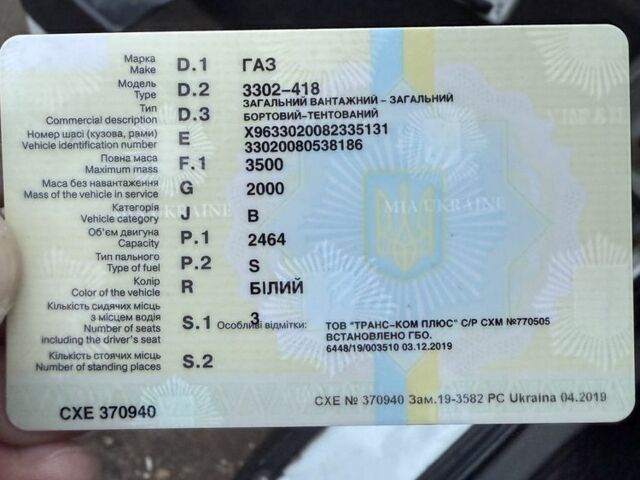 Марка D.1 ГАЗ
Make
Модель D.2 3302-418
Type
ЗАГАЛЬНИЙ ВАНТАЖНИЙ - ЗАГАЛЬНИЙ
Тип D.3 БОРТОВИЙ-ТЕНТОВАНИЙ
Commercial description
Номер шасі (кузова, рами) E X9633020082335131
Vehicle identification number 33020080538186
Повна маса F.1 3500
Maximum mass
Маса без навантаження G 2000
Mass of the vehicle in service
Категорія J B
Vehicle category
Об'єм двигуна P.1 2464
Capacity
Тип пального P.2 S
Type of fuel
Колір R БІЛИЙ
Color of the vehicle
Кількість сидячих місць
з місцем водія S.1 3
Number of seats
including the driver's seat
Особливі відмітки: ТОВ "ТРАНС-КОМ ПЛЮС" С/Р СХМ №770505
ВСТАНОВЛЕНО ГБО.
6448/19/003510 03.12.2019
Кількість стоячих місць S.2
Number of standing places
MIA UKRAINE
СХЕ 370940
СХЕ № 370940 Зам.19-3582 РС Ukraina 04.2019